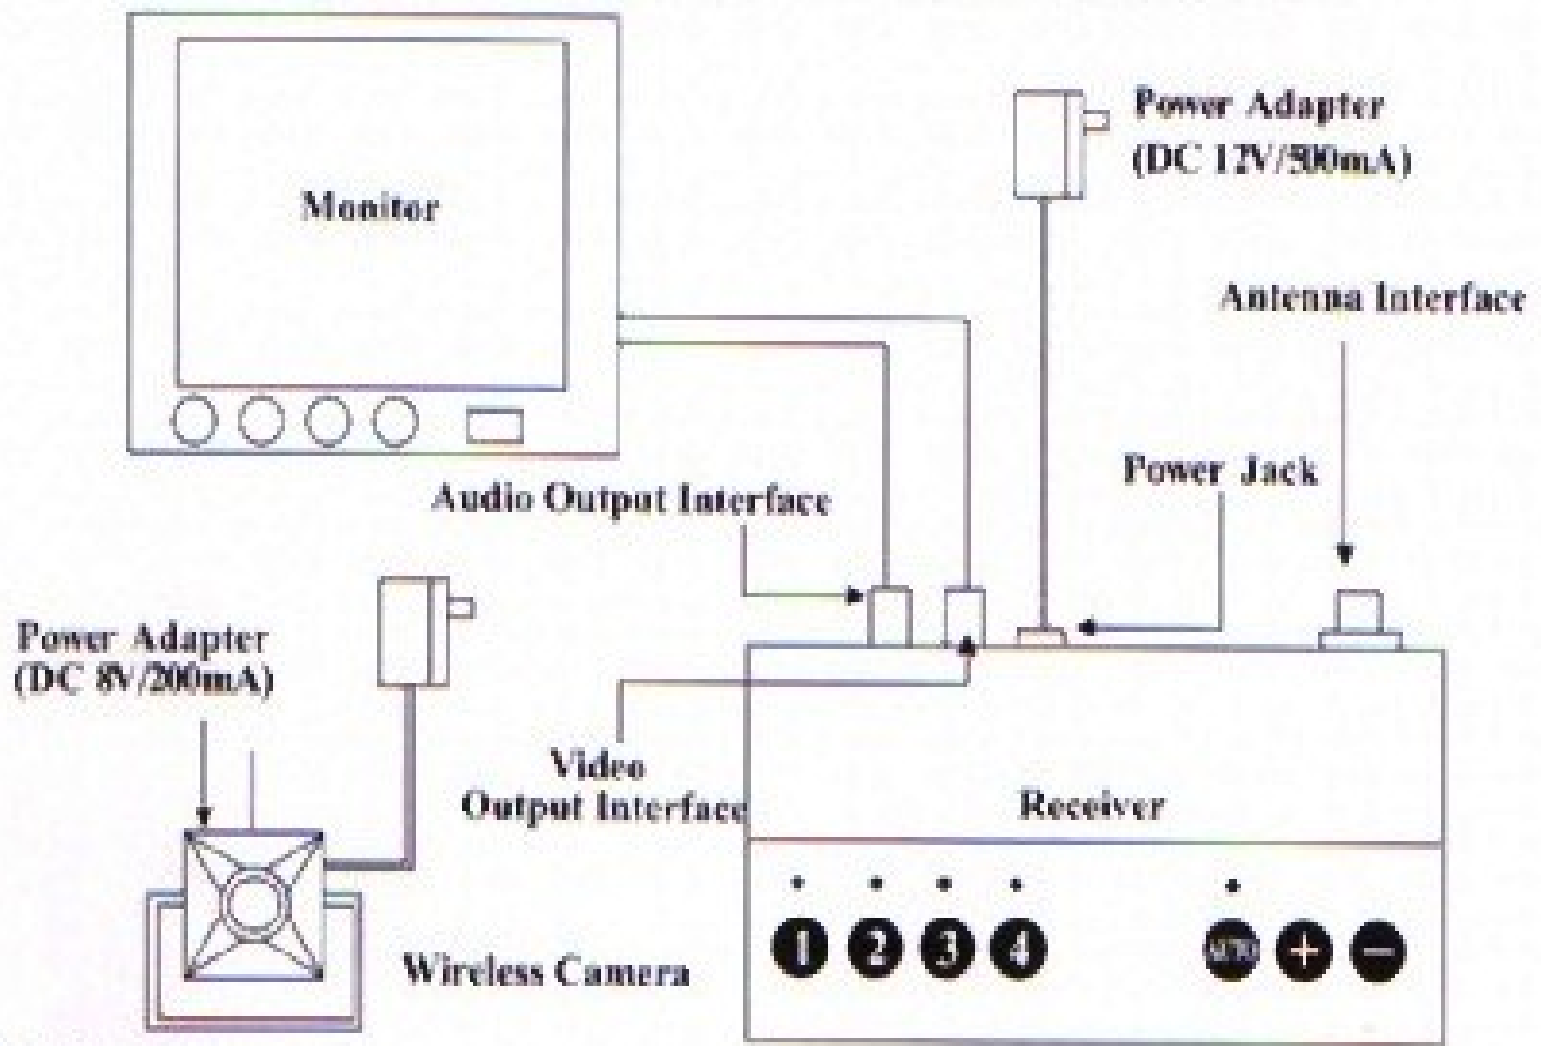 Monitor
Power Adapter
(DC 12V/500mA)
Antenna Interface
Power Jack
Audio Output Interface
Power Adapter
(DC 8V/200mA)
Video
Output Interface
Receiver
Wireless Camera
1 2 3 4 AUTO + −